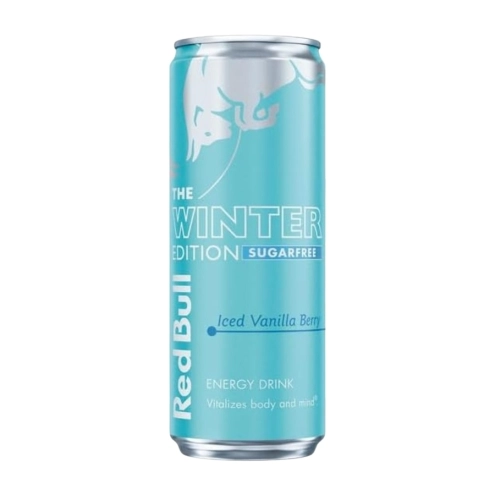 THE
WINTER
EDITION SUGARFREE
Red Bull
Iced Vanilla Berry
ENERGY DRINK
Vitalizes body and mind®